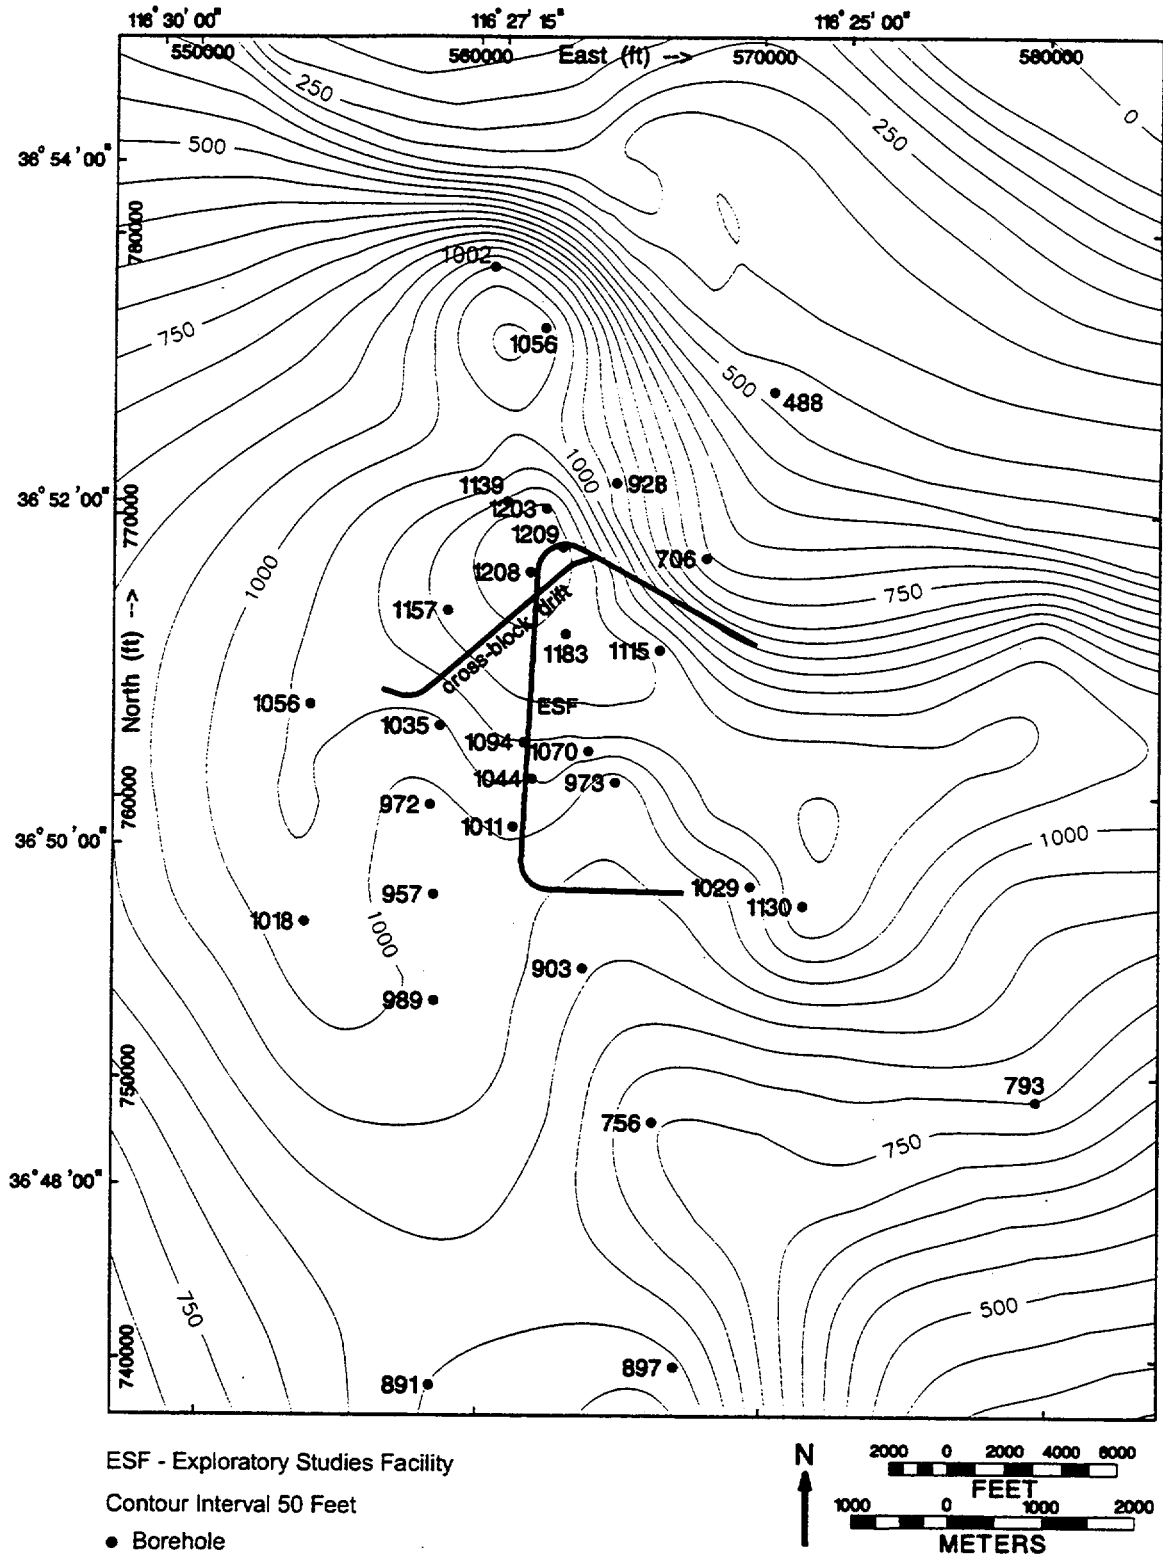 116° 30' 00"
116° 27' 15"
116° 25' 00"
550000
560000
East (ft) -->
570000
580000
250
0
250
500
36° 54' 00"
780000
1002
750
1056
500
488
1000
928
1139
36° 52' 00"
1203
770000
1209
706
1208
1000
750
1157
cross-block drift
1183
1115
North (ft) -->
1056
ESF
1035
1094
1070
1044
973
972
760000
1011
36° 50' 00"
1000
1029
957
1130
1018
1000
903
989
750000
793
756
750
36° 48' 00"
750
500
740000
897
891
ESF - Exploratory Studies Facility
Contour Interval 50 Feet
● Borehole
N
2000 0 2000 4000 6000
FEET
1000 0 1000 2000
METERS